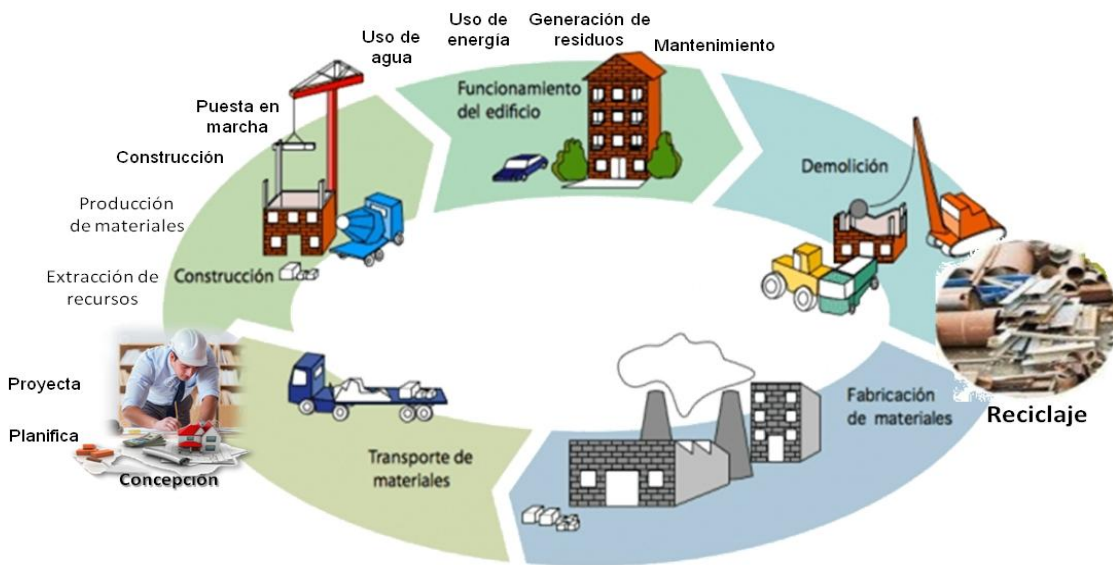 Uso de
agua
Uso de
energía
Generación de
residuos
Mantenimiento
Puesta en
marcha
Construcción
Producción
de materiales
Extracción de
recursos
Proyecta
Planifica
Concepción
Construcción
Funcionamiento
del edificio
Demolición
Reciclaje
Fabricación
de materiales
Transporte de
materiales